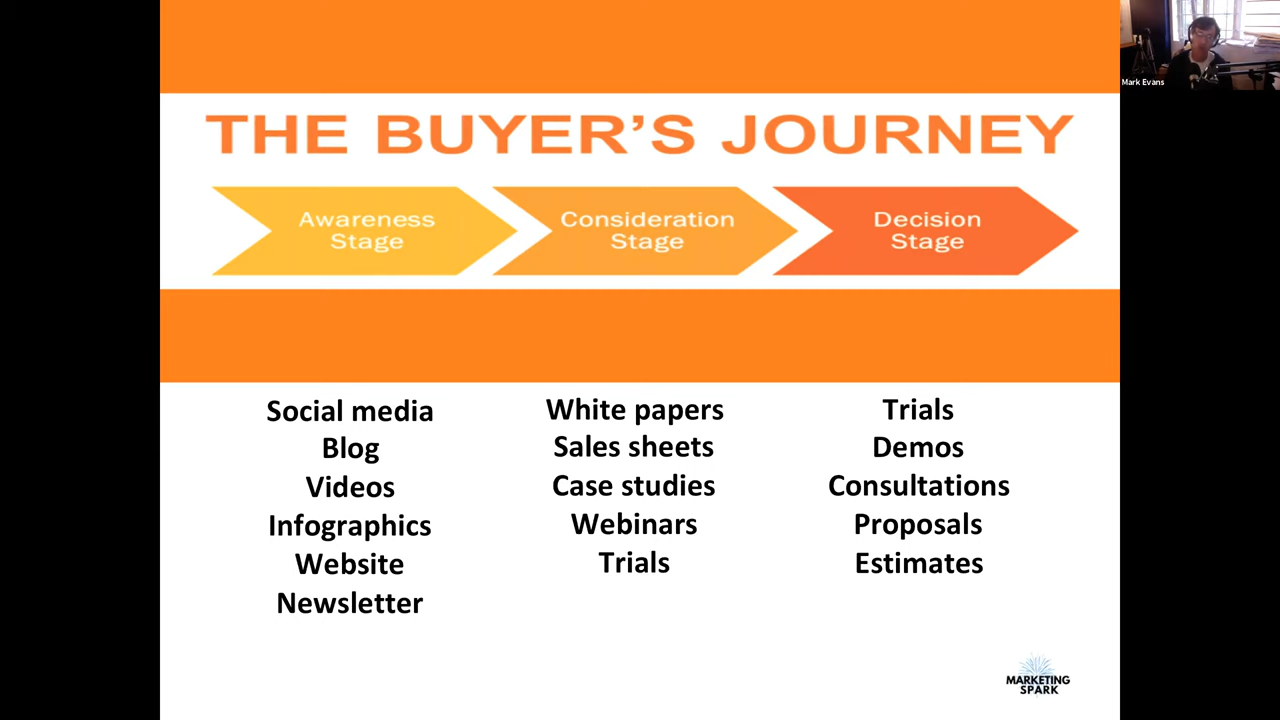 Mark Evans
THE BUYER’S JOURNEY
Awareness
Stage
Consideration
Stage
Decision
Stage
Social media
Blog
Videos
Infographics
Website
Newsletter
White papers
Sales sheets
Case studies
Webinars
Trials
Trials
Demos
Consultations
Proposals
Estimates
MARKETING
SPARK